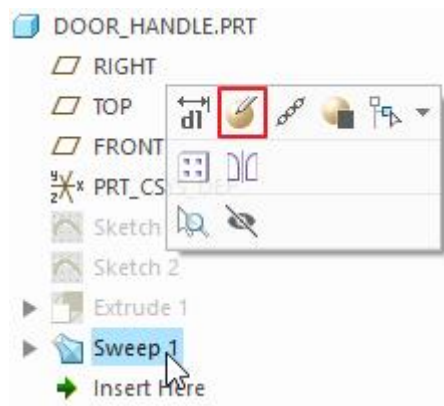 DOOR_HANDLE.PRT
RIGHT
TOP
FRONT
PRT_CS
Sketch
Sketch 2
Extrude 1
Sweep 1
Insert Here